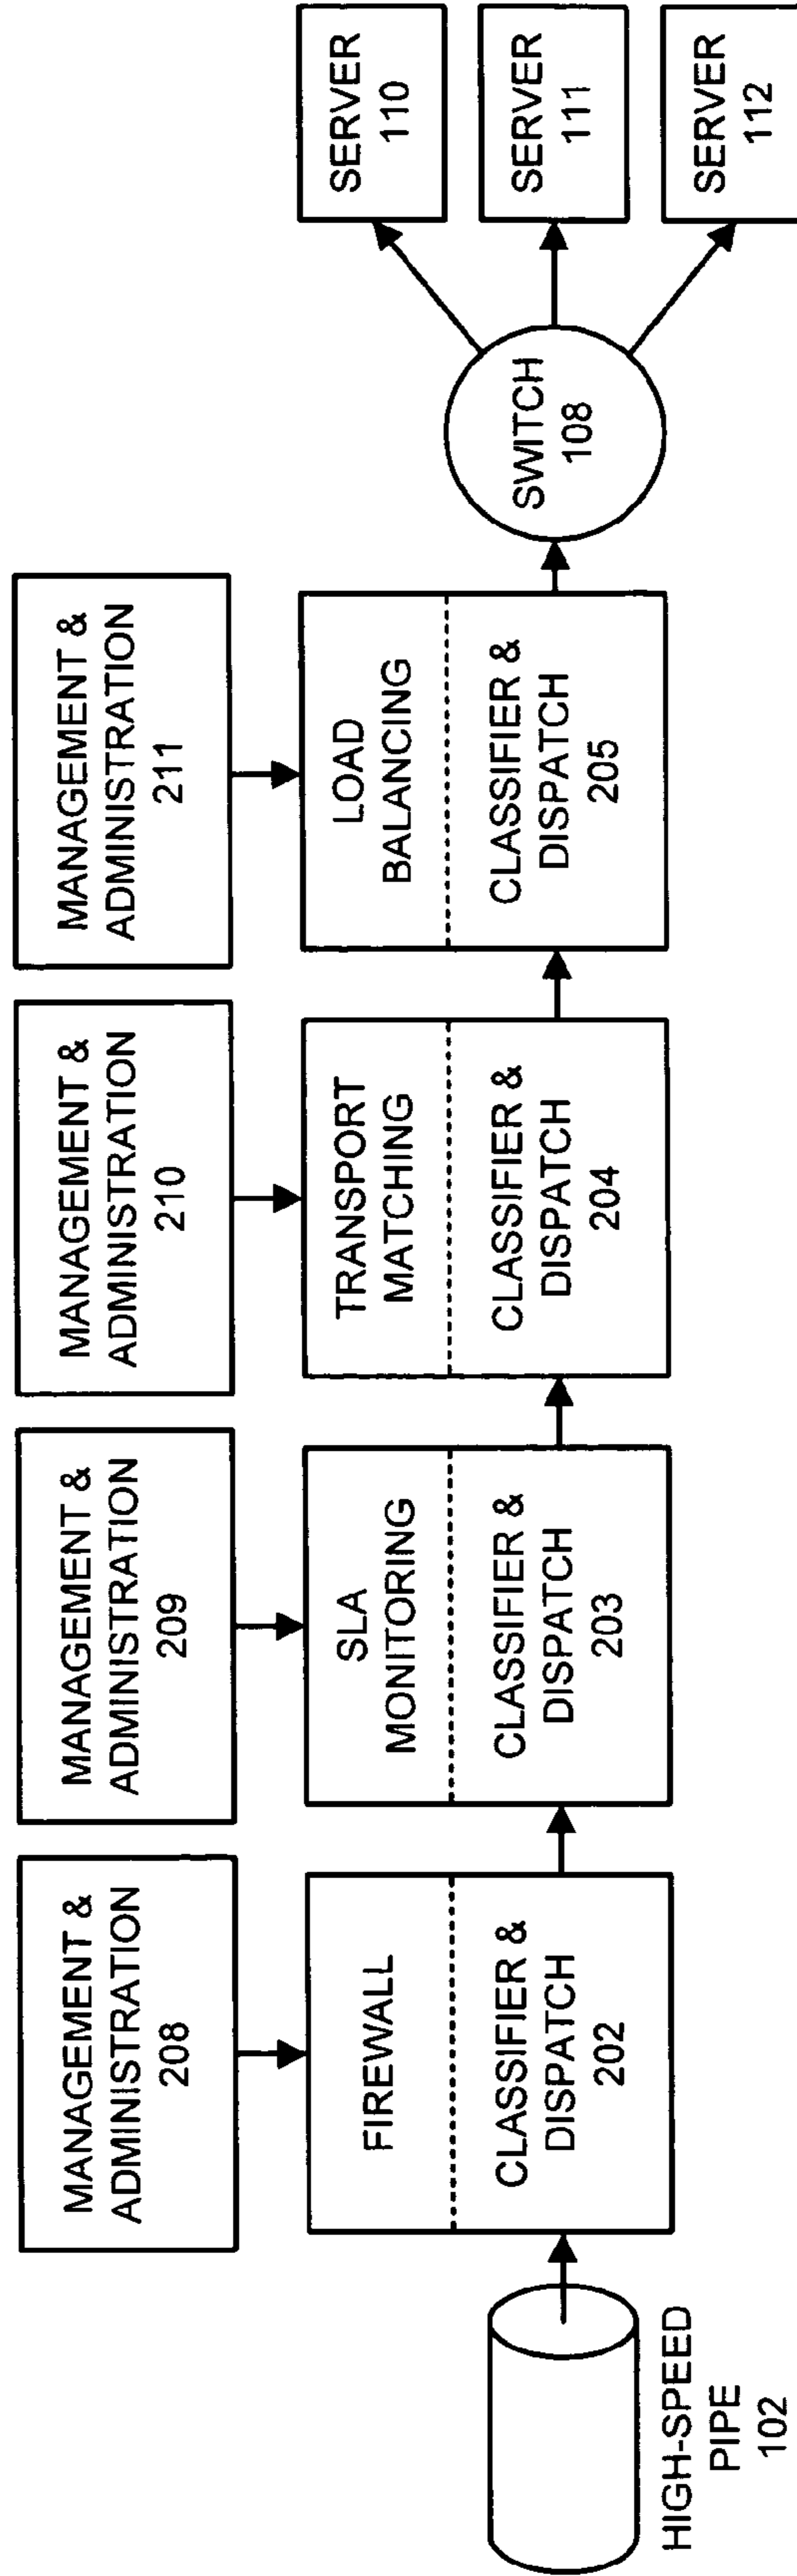 MANAGEMENT &
ADMINISTRATION
208
MANAGEMENT &
ADMINISTRATION
209
MANAGEMENT &
ADMINISTRATION
210
MANAGEMENT &
ADMINISTRATION
211
HIGH-SPEED
PIPE
102
FIREWALL
CLASSIFIER &
DISPATCH
202
SLA
MONITORING
CLASSIFIER &
DISPATCH
203
TRANSPORT
MATCHING
CLASSIFIER &
DISPATCH
204
LOAD
BALANCING
CLASSIFIER &
DISPATCH
205
SWITCH
108
SERVER
110
SERVER
111
SERVER
112